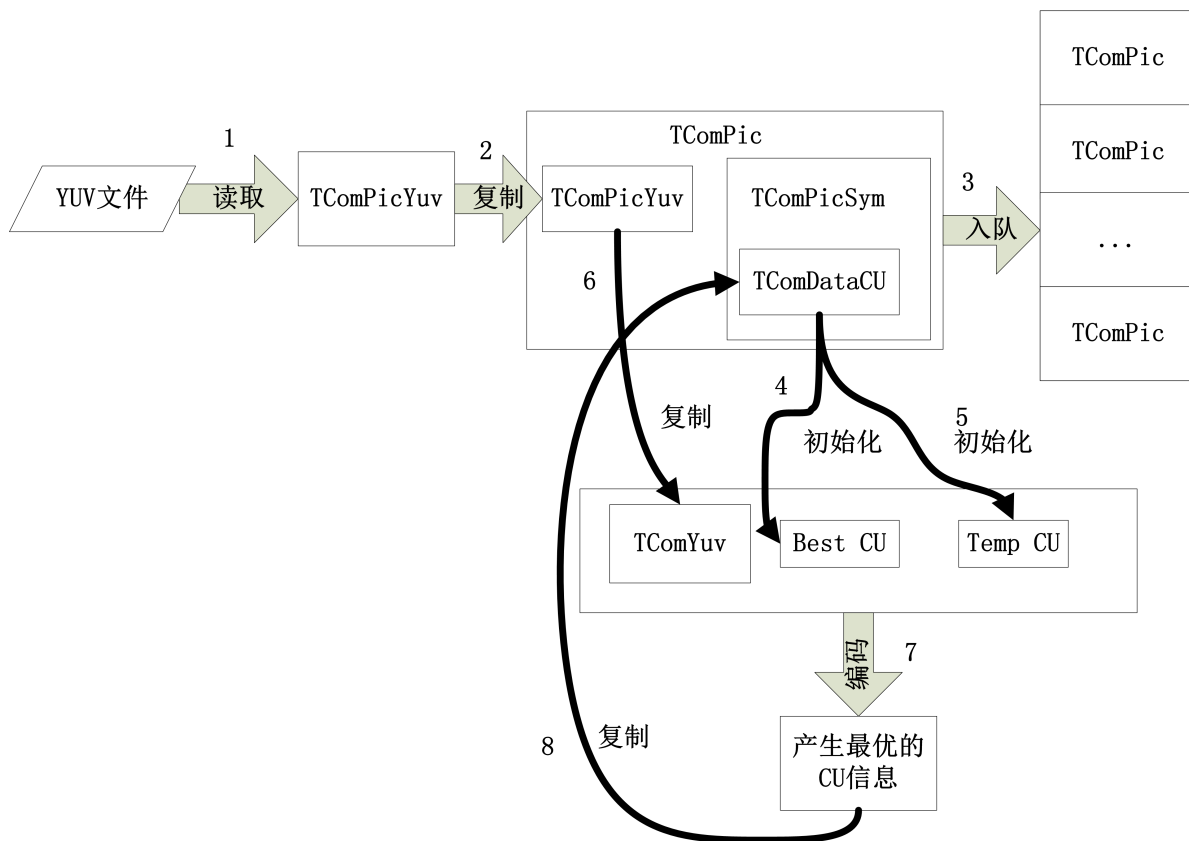 TComPic
1
2
TComPic
3
TComPic
YUV文件
读取
TComPicYuv
复制
TComPicYuv
TComPicSym
入队
...
6
TComDataCU
TComPic
4
5
复制
初始化
初始化
TComYuv
Best CU
Temp CU
编码
7
8
复制
产生最优的
CU信息